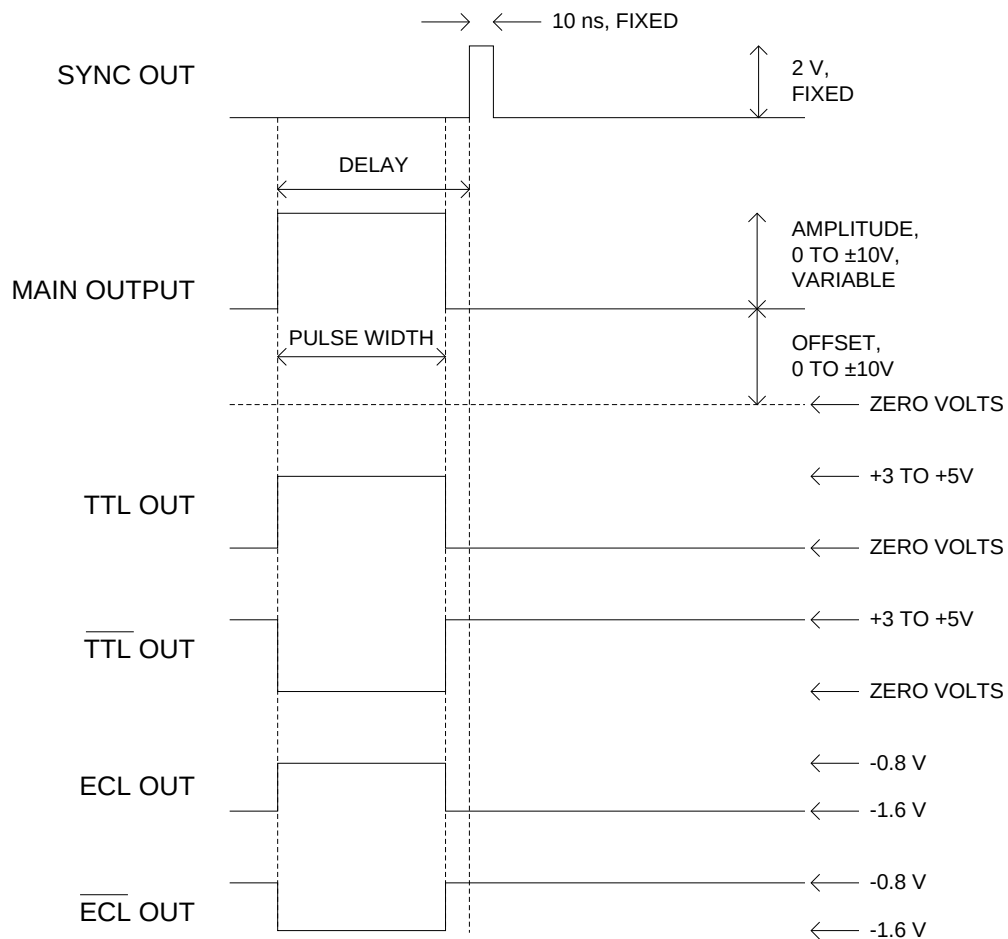 10 ns, FIXED
SYNC OUT
2 V,
FIXED
DELAY
AMPLITUDE,
0 TO ±10V,
VARIABLE
MAIN OUTPUT
PULSE WIDTH
OFFSET,
0 TO ±10V
ZERO VOLTS
+3 TO +5V
TTL OUT
ZERO VOLTS
+3 TO +5V
T̅T̅L̅ OUT
ZERO VOLTS
-0.8 V
ECL OUT
-1.6 V
-0.8 V
E̅C̅L̅ OUT
-1.6 V